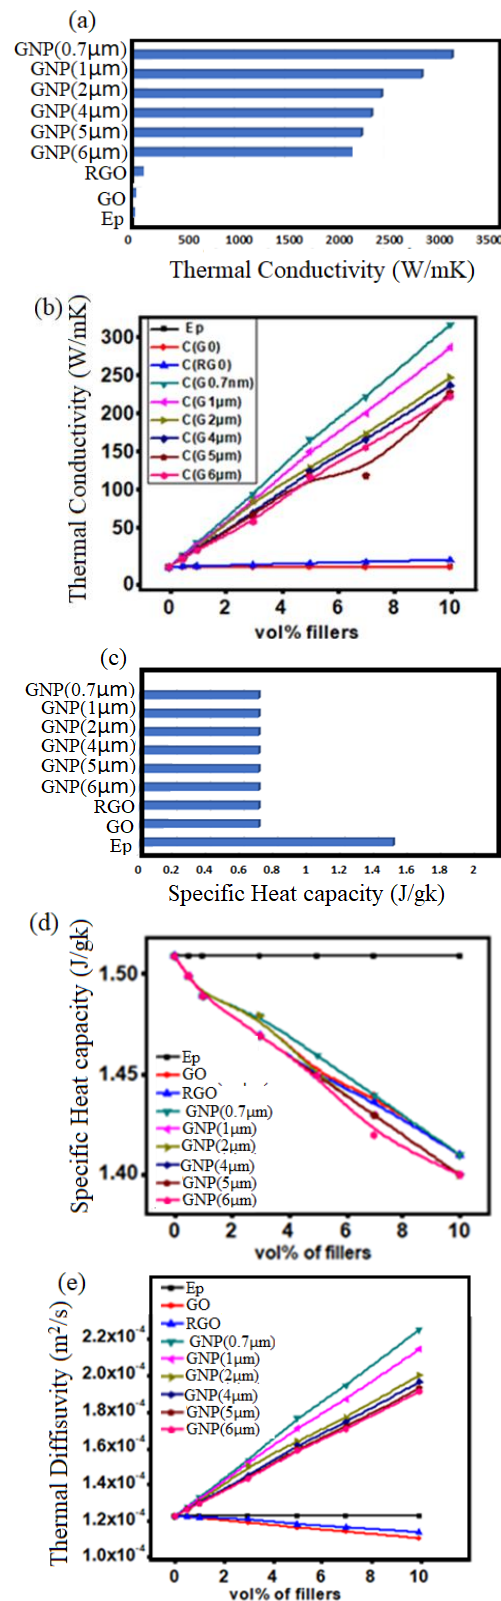 (a)
GNP(0.7μm)
GNP(1μm)
GNP(2μm)
GNP(4μm)
GNP(5μm)
GNP(6μm)
RGO
GO
Ep
0 500 1000 1500 2000 2500 3000 3500
Thermal Conductivity (W/mK)
(b)
Thermal Conductivity (W/mK)
300
250
200
150
100
50
0
Ep
C(G0)
C(RG0)
C(G0.7nm)
C(G1μm)
C(G2μm)
C(G4μm)
C(G5μm)
C(G6μm)
0 2 4 6 8 10
vol% fillers
(c)
GNP(0.7μm)
GNP(1μm)
GNP(2μm)
GNP(4μm)
GNP(5μm)
GNP(6μm)
RGO
GO
Ep
0 0.2 0.4 0.6 0.8 1 1.2 1.4 1.6 1.8 2
Specific Heat capacity (J/gk)
(d)
Specific Heat capacity (J/gk)
1.50
1.45
1.40
Ep
GO
RGO
GNP(0.7μm)
GNP(1μm)
GNP(2μm)
GNP(4μm)
GNP(5μm)
GNP(6μm)
0 2 4 6 8 10
vol% of fillers
(e)
Thermal Diffisuvity (m²/s)
2.2x10⁻⁴
2.0x10⁻⁴
1.8x10⁻⁴
1.6x10⁻⁴
1.4x10⁻⁴
1.2x10⁻⁴
1.0x10⁻⁴
Ep
GO
RGO
GNP(0.7μm)
GNP(1μm)
GNP(2μm)
GNP(4μm)
GNP(5μm)
GNP(6μm)
0 2 4 6 8 10
vol% of fillers